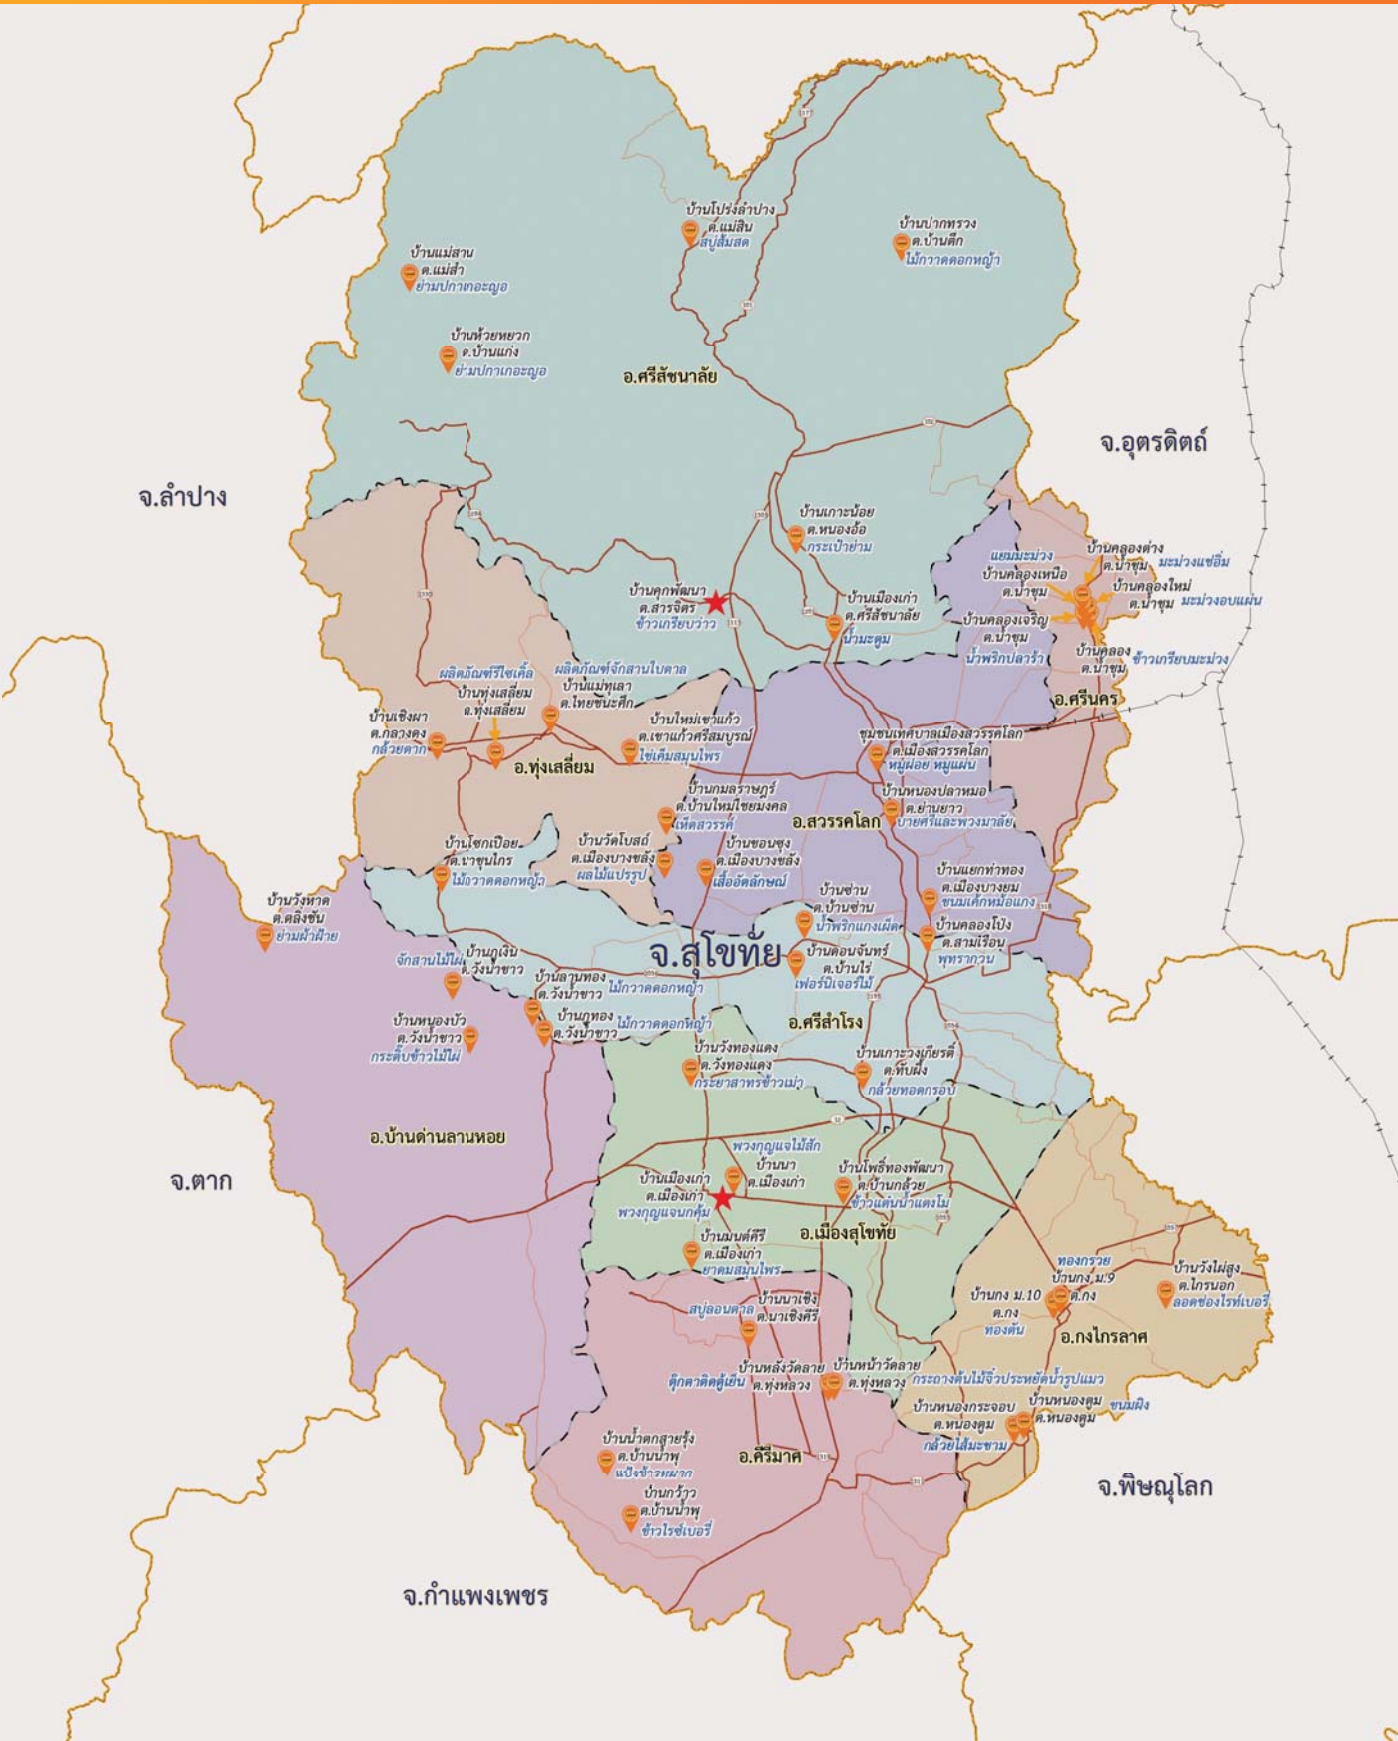 บ้านโป่งลำปาง
ต.แม่สิน
สบู่ส้มสด
บ้านปากทรวง
ต.บ้านตึก
ไม้กวาดดอกหญ้า
บ้านแม่สาน
ต.แม่สำ
ย่ามปกาเกอะญอ
บ้านห้วยหยวก
ต.บ้านแก่ง
ย่ามปกาเกอะญอ
อ.ศรีสัชนาลัย
จ.อุตรดิตถ์
จ.ลำปาง
บ้านเกาะน้อย
ต.หนองอ้อ
กระเป๋าย่าม
บ้านคุกพัฒนา
ต.สารจิตร
ข้าวเกรียบว่าว
บ้านเมืองเก่า
ต.ศรีสัชนาลัย
น้ำมะตูม
แยมมะม่วง
บ้านคลองเหนือ
ต.น้ำขุม
บ้านคลองต่าง
ต.น้ำขุม
มะม่วงแช่อิ่ม
บ้านคลองใหม่
ต.น้ำขุม
มะม่วงอบแผ่น
บ้านคลองเจริญ
ต.น้ำขุม
น้ำพริกปลาร้า
บ้านคลอง
ต.น้ำขุม
ข้าวเกรียบมะม่วง
อ.ศรีนคร
ผลิตภัณฑ์รีไซเคิ้ล
บ้านทุ่งเสลี่ยม
ต.ทุ่งเสลี่ยม
ผลิตภัณฑ์จักสานใบตาล
บ้านแม่ทุเลา
ต.ไทยชนะศึก
บ้านเชิงผา
ต.กลางดง
กล้วยตาก
บ้านใหม่เขาแก้ว
ต.เขาแก้วศรีสมบูรณ์
ไข่เค็มสมุนไพร
อ.ทุ่งเสลี่ยม
ชุมชนเทศบาลเมืองสวรรคโลก
ต.เมืองสวรรคโลก
หมูฝอย หมูแผ่น
บ้านกมลราษฎร์
ต.บ้านใหม่ไชยมงคล
เห็ดสวรรค์
บ้านหนองปลาหมอ
ต.ย่านยาว
บายศรีและพวงมาลัย
อ.สวรรคโลก
บ้านโซกเปือย
ต.นาขุนไกร
ไม้กวาดดอกหญ้า
บ้านวัดโบสถ์
ต.เมืองบางขลัง
ผลไม้แปรรูป
บ้านขอนซุง
ต.เมืองบางขลัง
เสื้ออัตลักษณ์
บ้านแยกท่าทอง
ต.เมืองบางยม
ขนมเค้กหม้อแกง
บ้านซ่าน
ต.บ้านซ่าน
น้ำพริกแกงเผ็ด
บ้านคลองโป่ง
ต.สามเรือน
พุทรากวน
บ้านวังหาด
ต.ตลิ่งชัน
ย่ามผ้าฝ้าย
จ.สุโขทัย
บ้านดอนจันทร์
ต.บ้านไร่
เฟอร์นิเจอร์ไม้
จักสานไม้ไผ่
บ้านภูเงิน
ต.วังน้ำขาว
บ้านลานทอง
ต.วังน้ำขาว
ไม้กวาดดอกหญ้า
บ้านภูทอง
ต.วังน้ำขาว
ไม้กวาดดอกหญ้า
บ้านหนองบัว
ต.วังน้ำขาว
กระติ๊บข้าวไม้ไผ่
อ.ศรีสำโรง
บ้านวังทองแดง
ต.วังทองแดง
กระยาสาทรข้าวเม่า
บ้านเกาะวงเกียรติ์
ต.ทับผึ้ง
กล้วยทอดกรอบ
อ.บ้านด่านลานหอย
จ.ตาก
พวงกุญแจไม้สัก
บ้านนา
ต.เมืองเก่า
บ้านเมืองเก่า
ต.เมืองเก่า
พวงกุญแจนกคุ้ม
บ้านโพธิ์ทองพัฒนา
ต.บ้านกล้วย
ข้าวแต๋นน้ำแตงโม
อ.เมืองสุโขทัย
บ้านมนต์คีรี
ต.เมืองเก่า
ยาดมสมุนไพร
ทองกรวย
บ้านกง ม.9
ต.กง
บ้านกง ม.10
ต.กง
ทองตัน
บ้านวังไผ่สูง
ต.ไกรนอก
ลอดช่องไรท์เบอรี่
อ.กงไกรลาศ
สบู่ลอนตาล
บ้านนาเชิง
ต.นาเชิงคีรี
บ้านหลังวัดลาย
ต.ทุ่งหลวง
ตุ๊กตาติดตู้เย็น
บ้านหน้าวัดลาย
ต.ทุ่งหลวง
กระถางต้นไม้จิ๋วประหยัดน้ำรูปแมว
บ้านหนองกระจอบ
ต.หนองตูม
กล้วยไส้มะขาม
บ้านหนองตูม
ต.หนองตูม
ขนมผิง
บ้านน้ำตกสายรุ้ง
ต.บ้านน้ำพุ
แป้งข้าวหมาก
อ.คีรีมาศ
บ้านกว้าว
ต.บ้านน้ำพุ
ข้าวไรซ์เบอรี่
จ.พิษณุโลก
จ.กำแพงเพชร